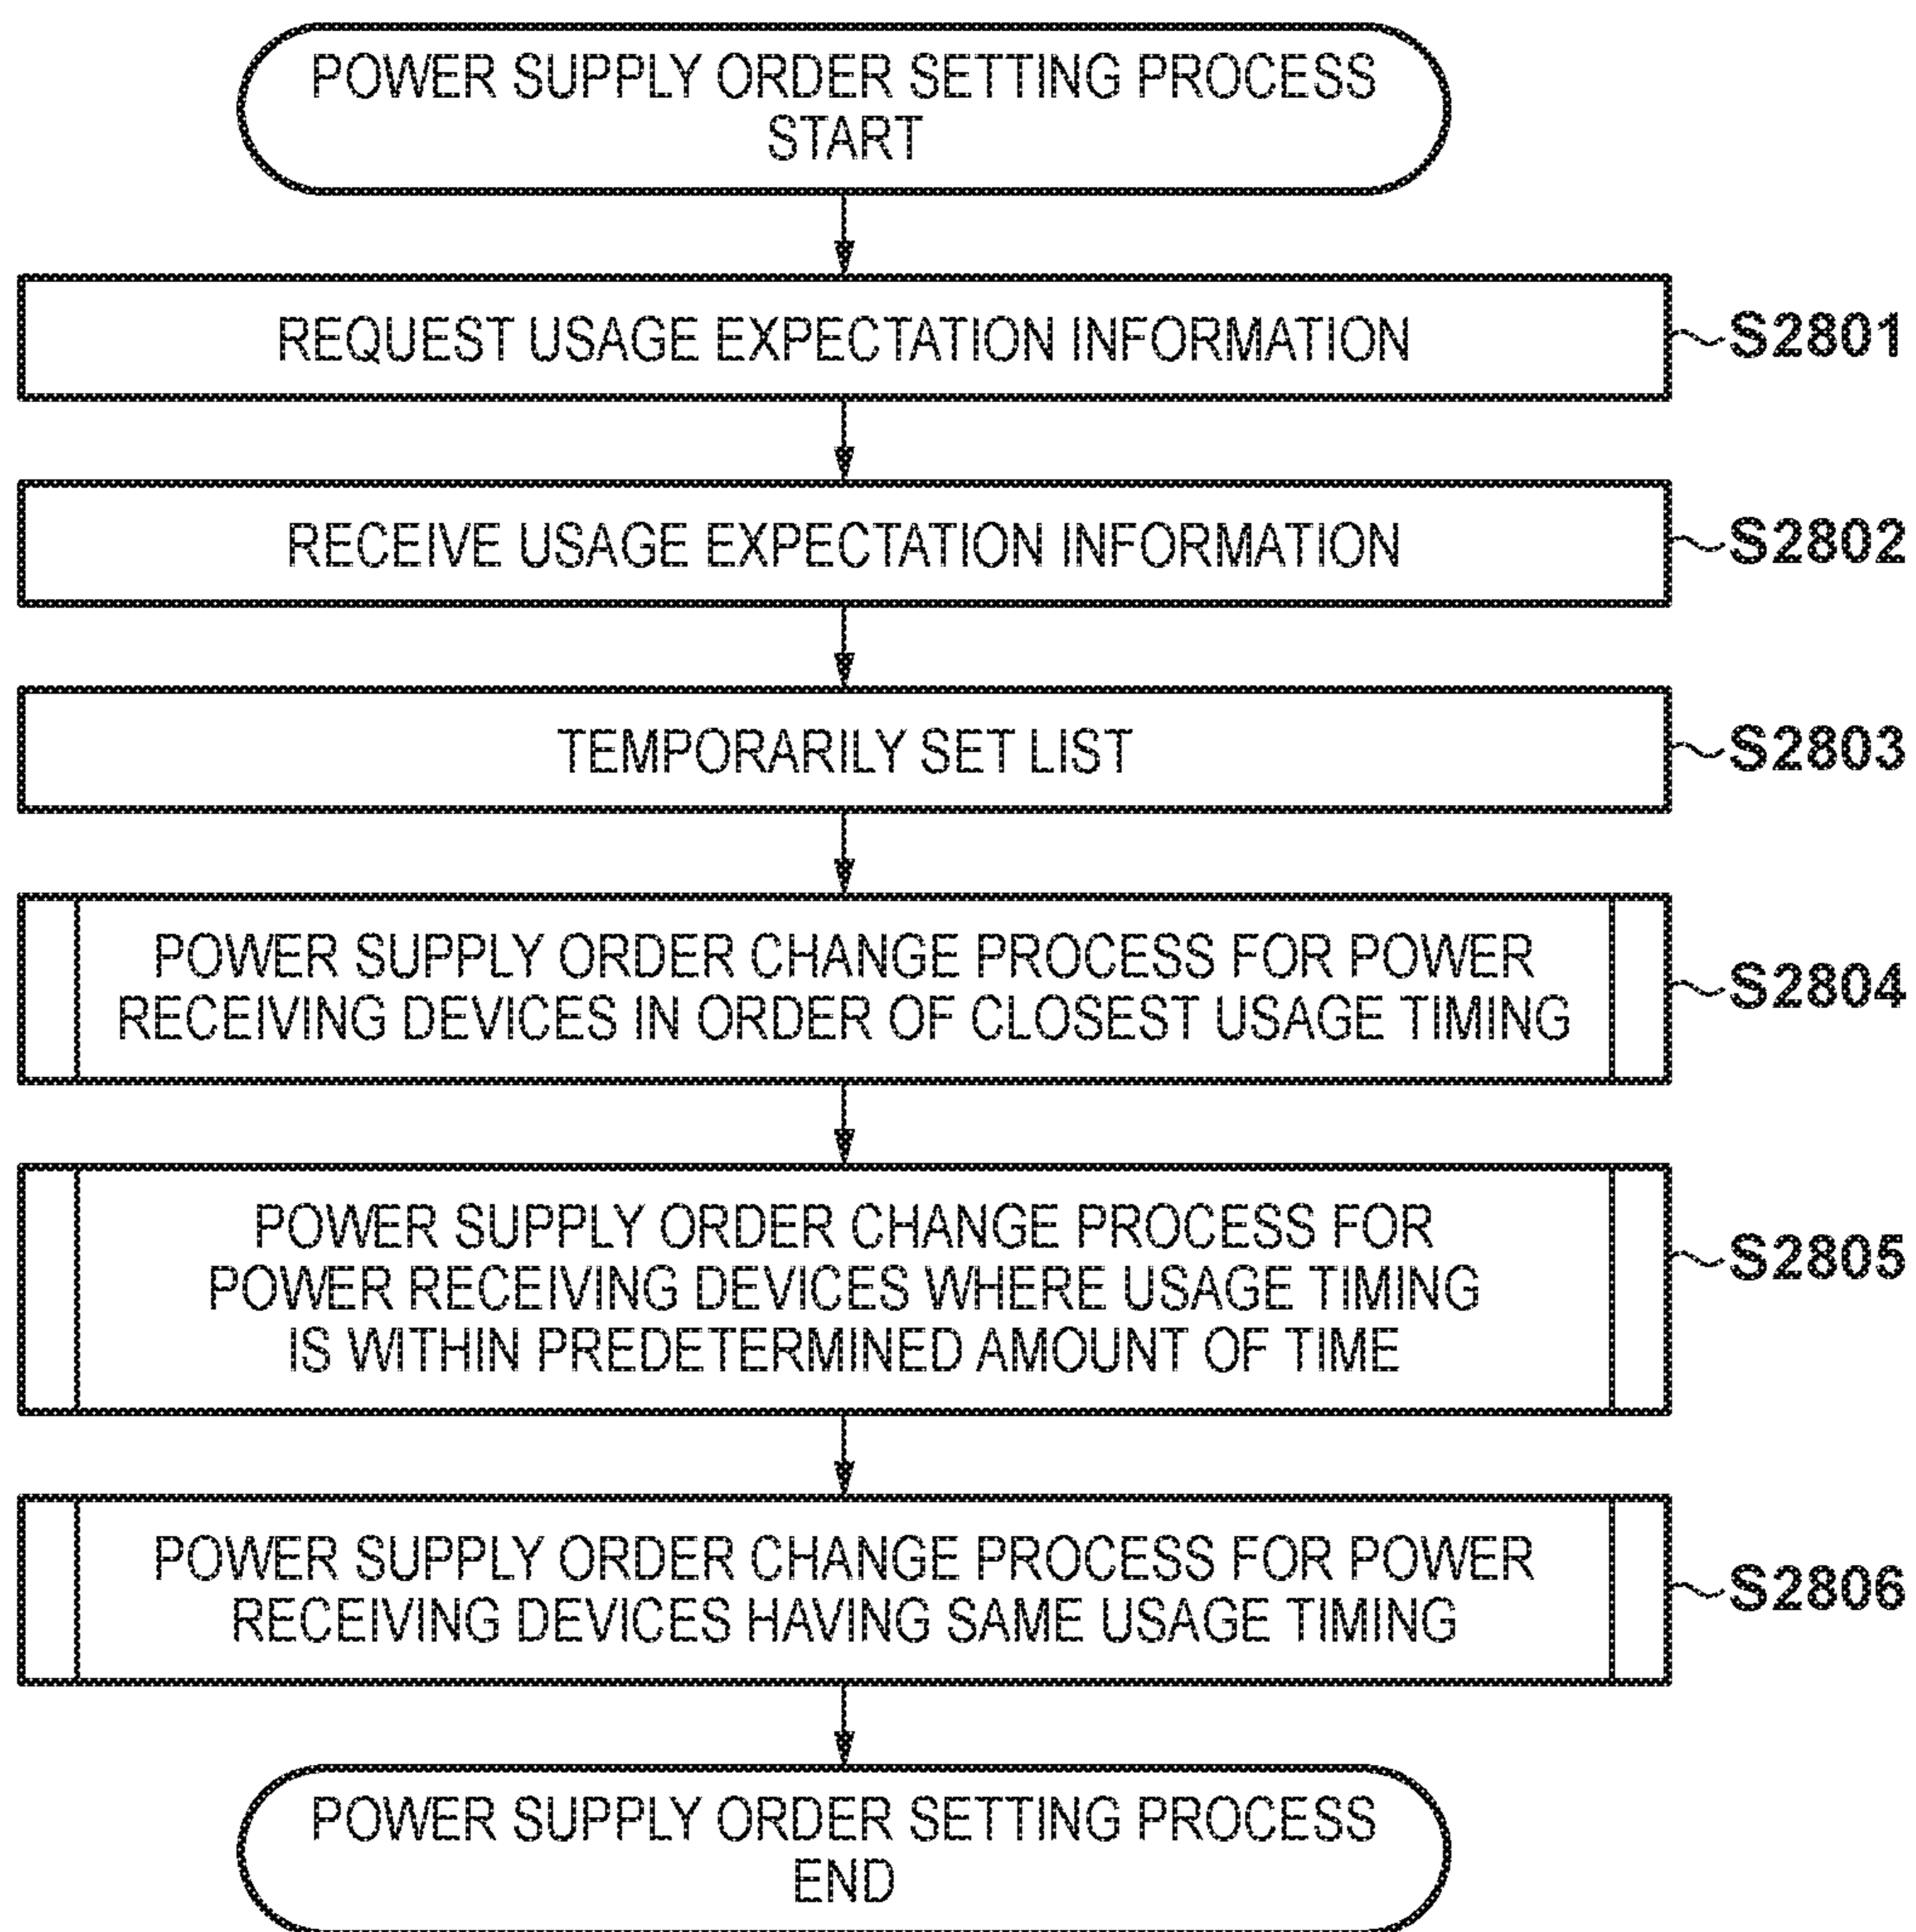 POWER SUPPLY ORDER SETTING PROCESS
START
REQUEST USAGE EXPECTATION INFORMATION
S2801
RECEIVE USAGE EXPECTATION INFORMATION
S2802
TEMPORARILY SET LIST
S2803
POWER SUPPLY ORDER CHANGE PROCESS FOR POWER
RECEIVING DEVICES IN ORDER OF CLOSEST USAGE TIMING
S2804
POWER SUPPLY ORDER CHANGE PROCESS FOR
POWER RECEIVING DEVICES WHERE USAGE TIMING
IS WITHIN PREDETERMINED AMOUNT OF TIME
S2805
POWER SUPPLY ORDER CHANGE PROCESS FOR POWER
RECEIVING DEVICES HAVING SAME USAGE TIMING
S2806
POWER SUPPLY ORDER SETTING PROCESS
END